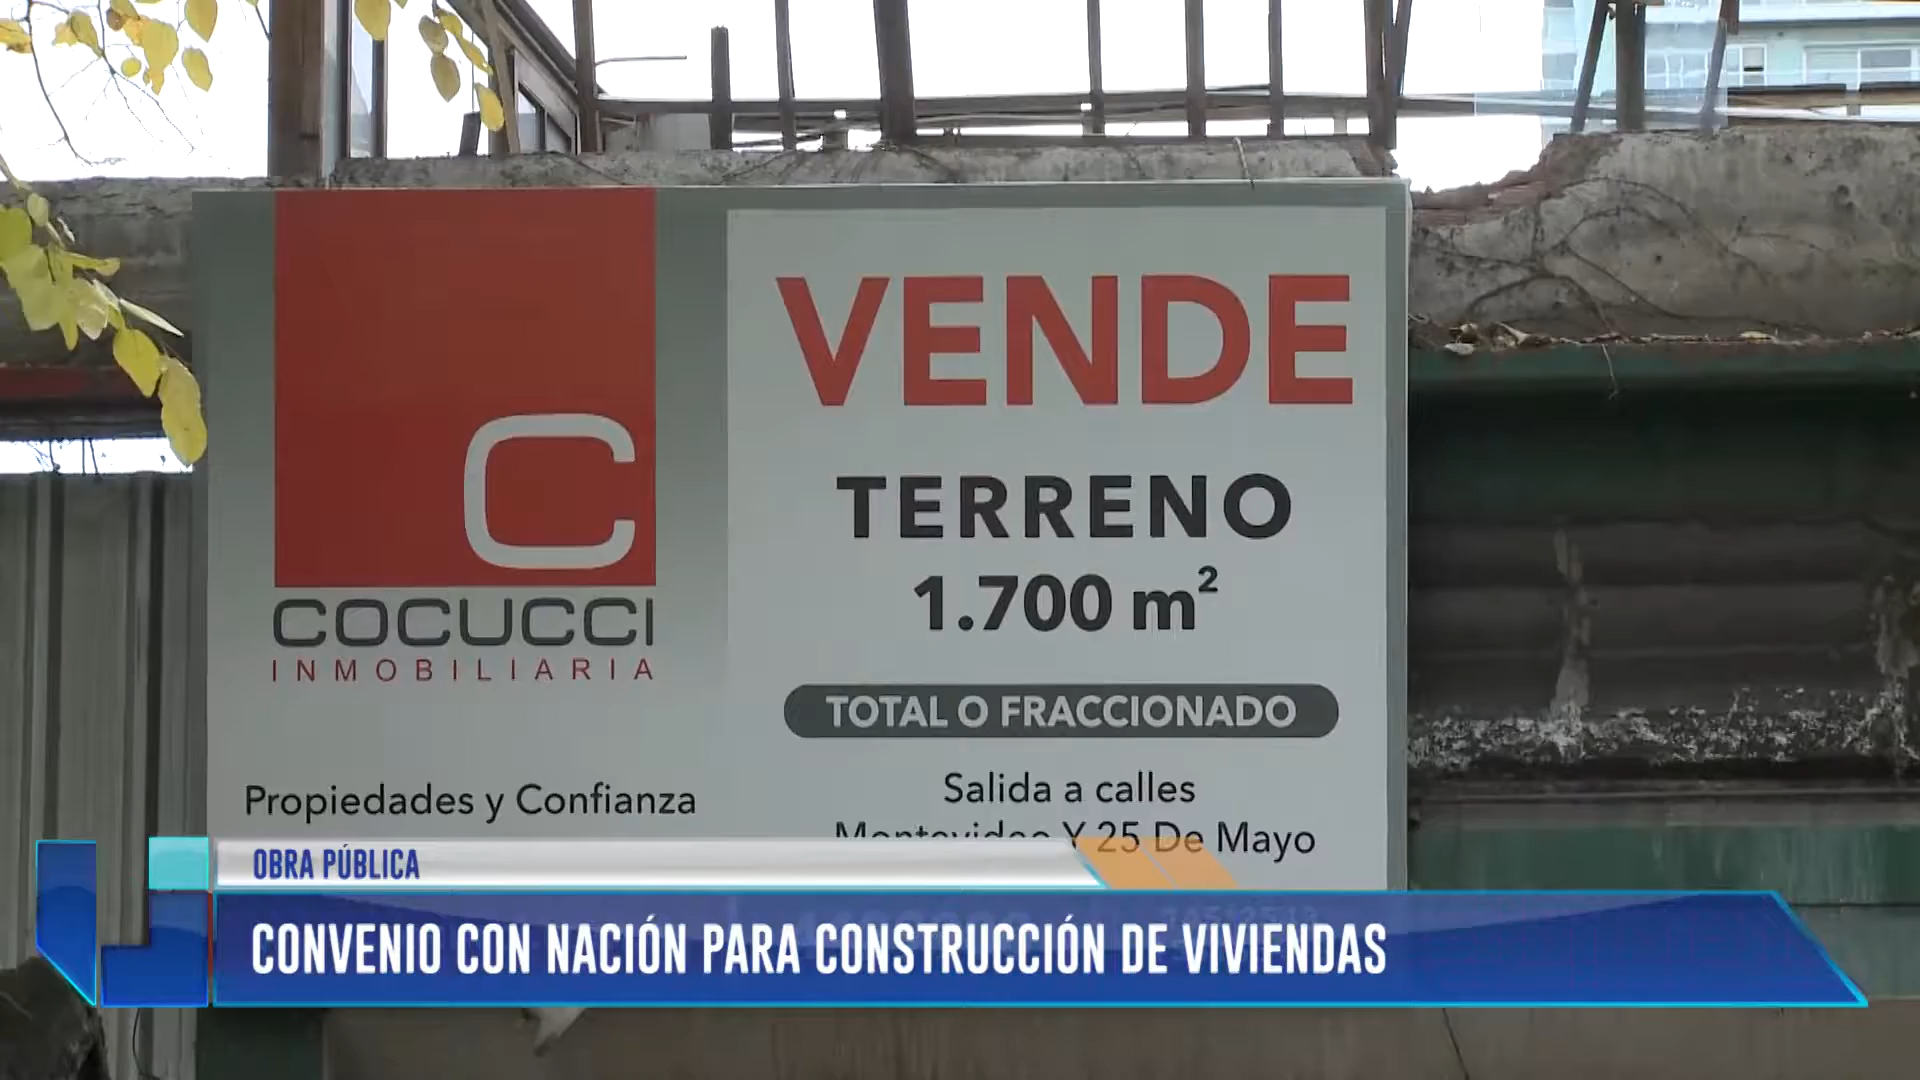 VENDE
TERRENO
1.700 m²
TOTAL O FRACCIONADO
Salida a calles
Montevideo Y 25 De Mayo
C
COCUCCI
INMOBILIARIA
Propiedades y Confianza
OBRA PÚBLICA
CONVENIO CON NACIÓN PARA CONSTRUCCIÓN DE VIVIENDAS